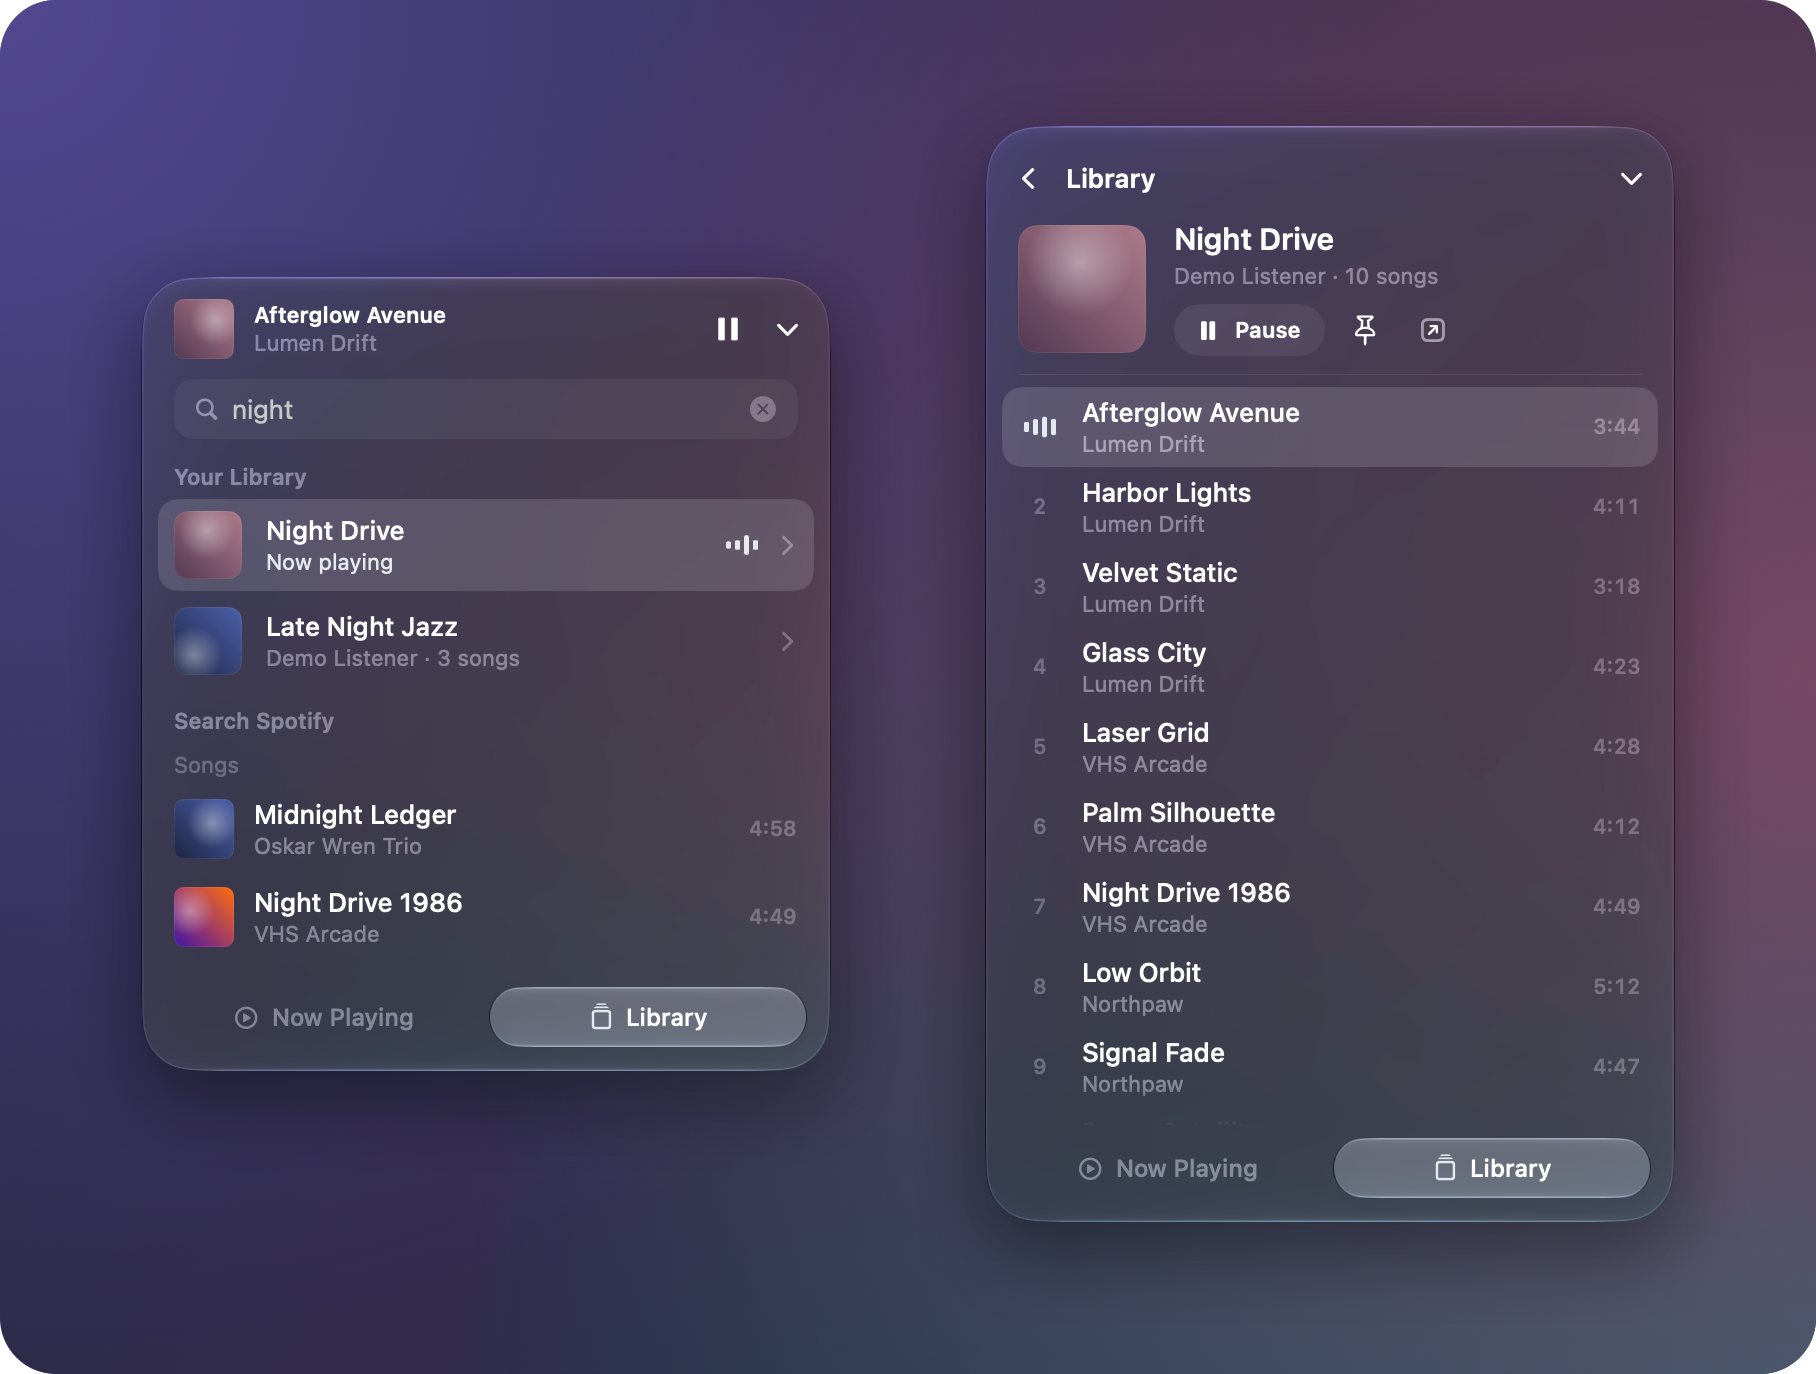 Afterglow Avenue
Lumen Drift
night
Your Library
Night Drive
Now playing
Late Night Jazz
Demo Listener · 3 songs
Search Spotify
Songs
Midnight Ledger
Oskar Wren Trio
4:58
Night Drive 1986
VHS Arcade
4:49
Now Playing
Library
Library
Night Drive
Demo Listener · 10 songs
Pause
Afterglow Avenue
Lumen Drift
3:44
2
Harbor Lights
Lumen Drift
4:11
3
Velvet Static
Lumen Drift
3:18
4
Glass City
Lumen Drift
4:23
5
Laser Grid
VHS Arcade
4:28
6
Palm Silhouette
VHS Arcade
4:12
7
Night Drive 1986
VHS Arcade
4:49
8
Low Orbit
Northpaw
5:12
9
Signal Fade
Northpaw
4:47
Now Playing
Library